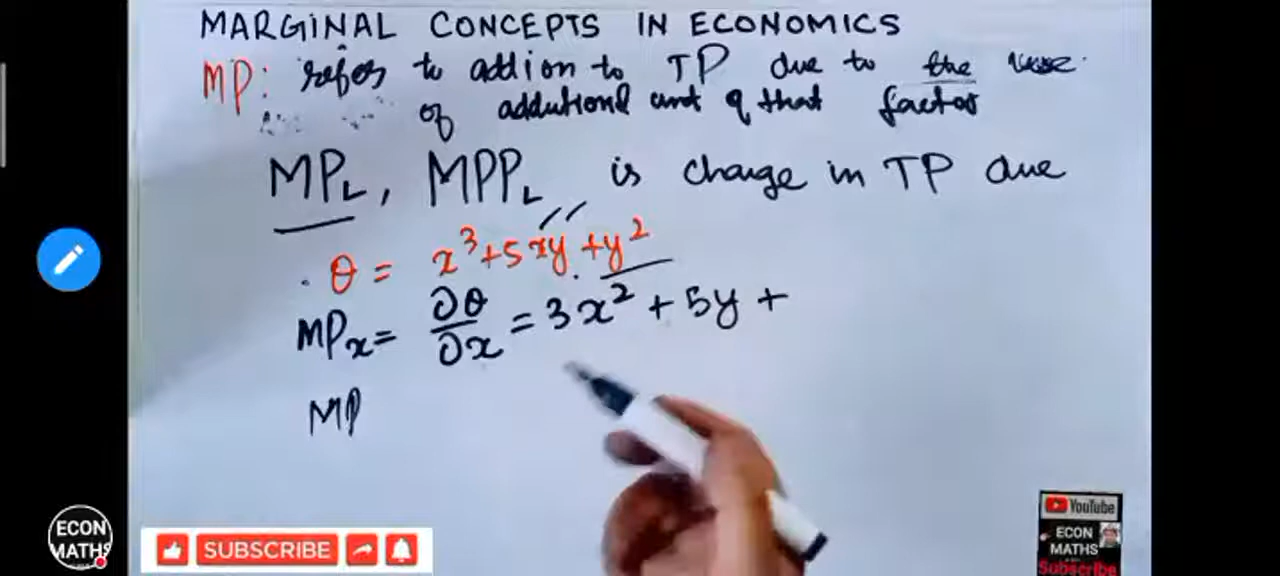 MARGINAL CONCEPTS IN ECONOMICS
MP: refers to addion to TP due to the use
of addutional unit of that factor
MPL, MPPL is change in TP due
θ = x³+5xy+y²
MPx = ∂θ/∂x = 3x² + 5y +
MP
ECON
MATHS
SUBSCRIBE
YouTube
ECON
MATHS
Subscribe